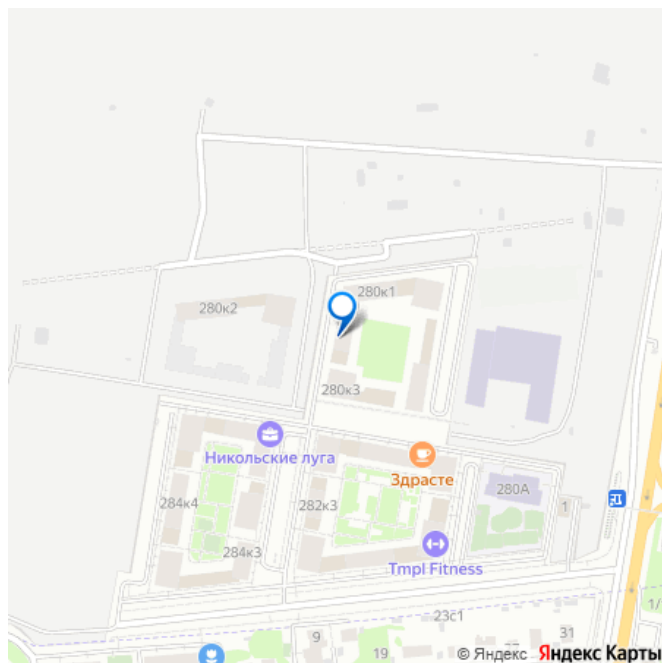 280к1
280к2
280к3
Никольские луга
Здрасте
280А
284к4
282к3
1
284к3
Tmpl Fitness
23с1
9
19
31
1/
© Яндекс Яндекс Карты